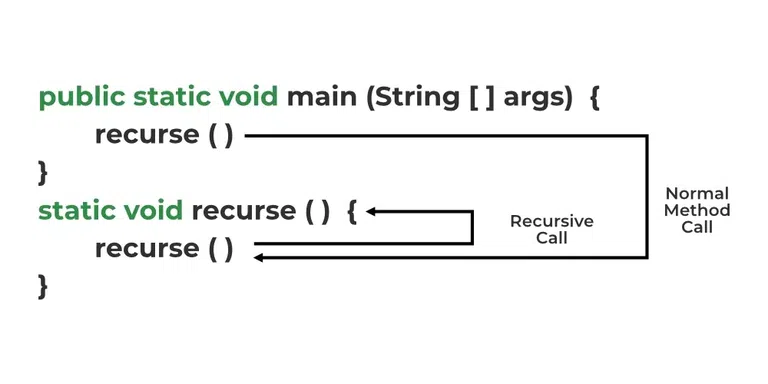 public static void main (String [ ] args)  {
recurse ( )
}
static void recurse ( )  {
recurse ( )
}
Recursive
Call
Normal
Method
Call